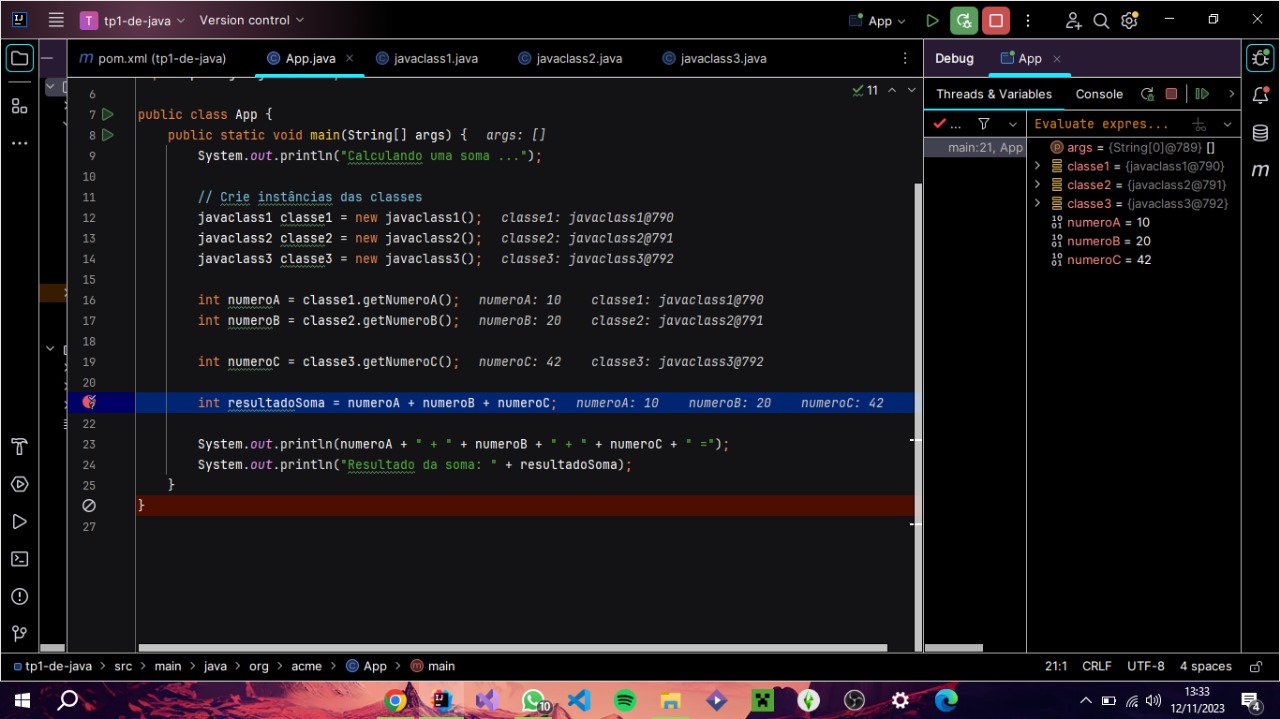 T tp1-de-java Version control App
pom.xml (tp1-de-java) App.java javaclass1.java javaclass2.java javaclass3.java Debug App
Threads & Variables Console
6 11
7 public class App {
8 public static void main(String[] args) { args: []
9 System.out.println("Calculando uma soma ...");
10
11 // Crie instâncias das classes
12 javaclass1 classe1 = new javaclass1(); classe1: javaclass1@790
13 javaclass2 classe2 = new javaclass2(); classe2: javaclass2@791
14 javaclass3 classe3 = new javaclass3(); classe3: javaclass3@792
15
16 int numeroA = classe1.getNumeroA(); numeroA: 10 classe1: javaclass1@790
17 int numeroB = classe2.getNumeroB(); numeroB: 20 classe2: javaclass2@791
18
19 int numeroC = classe3.getNumeroC(); numeroC: 42 classe3: javaclass3@792
20
int resultadoSoma = numeroA + numeroB + numeroC; numeroA: 10 numeroB: 20 numeroC: 42
22
23 System.out.println(numeroA + " + " + numeroB + " + " + numeroC + " =");
24 System.out.println("Resultado da soma: " + resultadoSoma);
25 }
}
27
... Evaluate expres...
main:21, App
args = {String[0]@789} []
classe1 = {javaclass1@790}
classe2 = {javaclass2@791}
classe3 = {javaclass3@792}
numeroA = 10
numeroB = 20
numeroC = 42
tp1-de-java > src > main > java > org > acme > App > main 21:1 CRLF UTF-8 4 spaces
10
13:33
12/11/2023
4